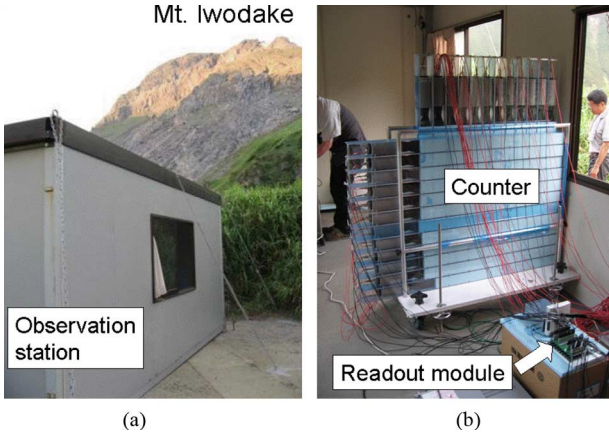 Mt. Iwodake
Observation
station
(a)
Counter
Readout module
(b)